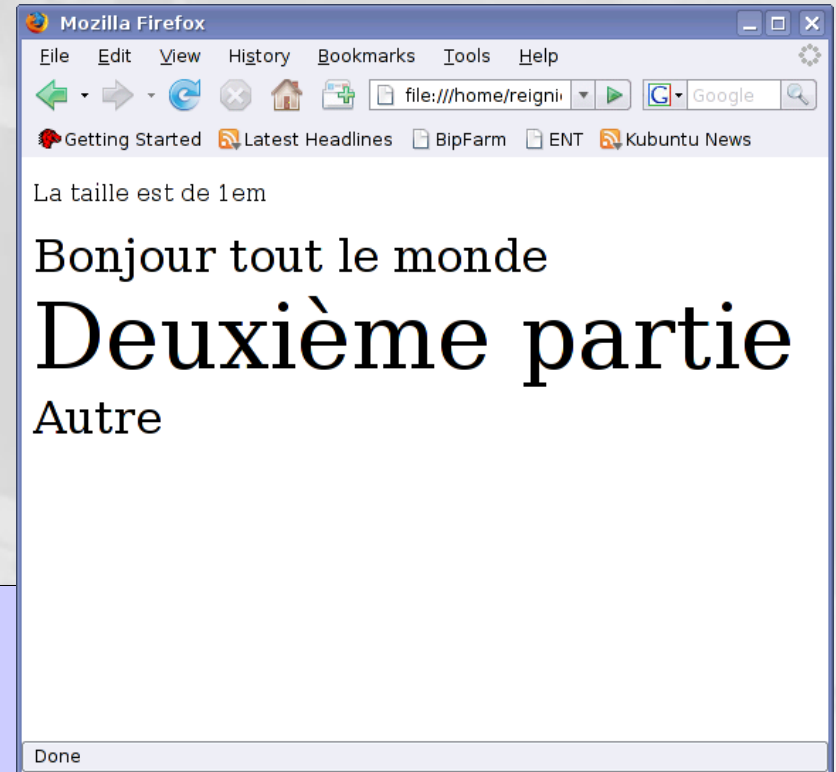 Mozilla Firefox
File Edit View History Bookmarks Tools Help
file:///home/reigni Google
Getting Started Latest Headlines BipFarm ENT Kubuntu News
La taille est de 1em
Bonjour tout le monde
Deuxième partie
Autre
Done